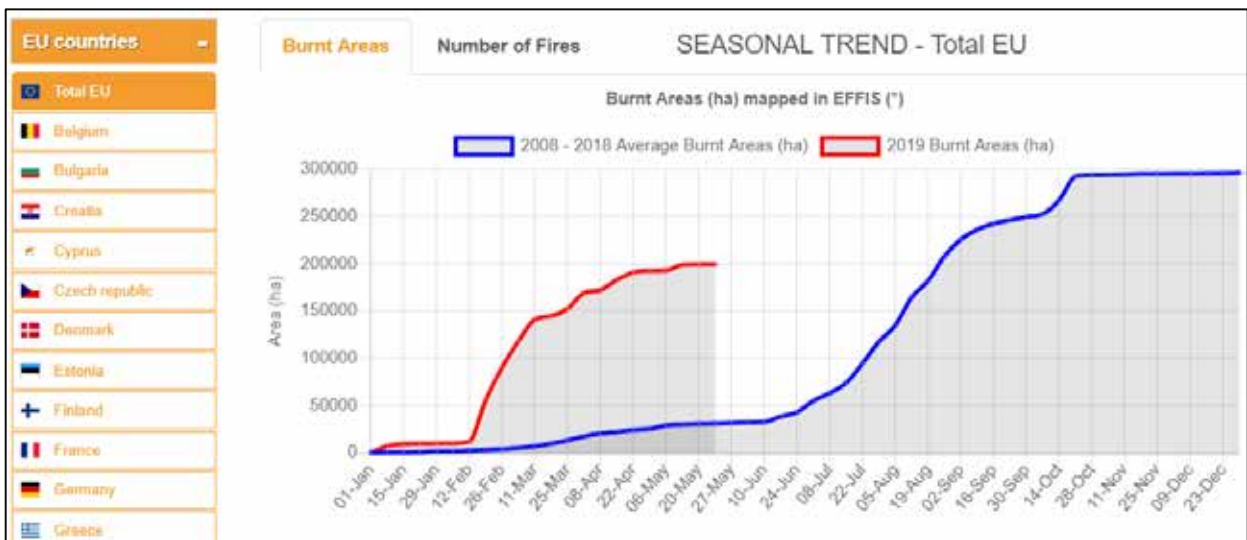 EU countries -
Total EU
Belgium
Bulgaria
Croatia
Cyprus
Czech republic
Denmark
Estonia
Finland
France
Germany
Greece
Burnt Areas Number of Fires SEASONAL TREND - Total EU
Burnt Areas (ha) mapped in EFFIS (*)
2008 - 2018 Average Burnt Areas (ha) 2019 Burnt Areas (ha)
Area (ha)
300000
250000
200000
150000
100000
50000
0
01-Jan 15-Jan 29-Jan 12-Feb 26-Feb 11-Mar 25-Mar 08-Apr 22-Apr 06-May 20-May 27-May 10-Jun 24-Jun 08-Jul 22-Jul 05-Aug 19-Aug 02-Sep 16-Sep 30-Sep 14-Oct 28-Oct 11-Nov 25-Nov 09-Dec 23-Dec